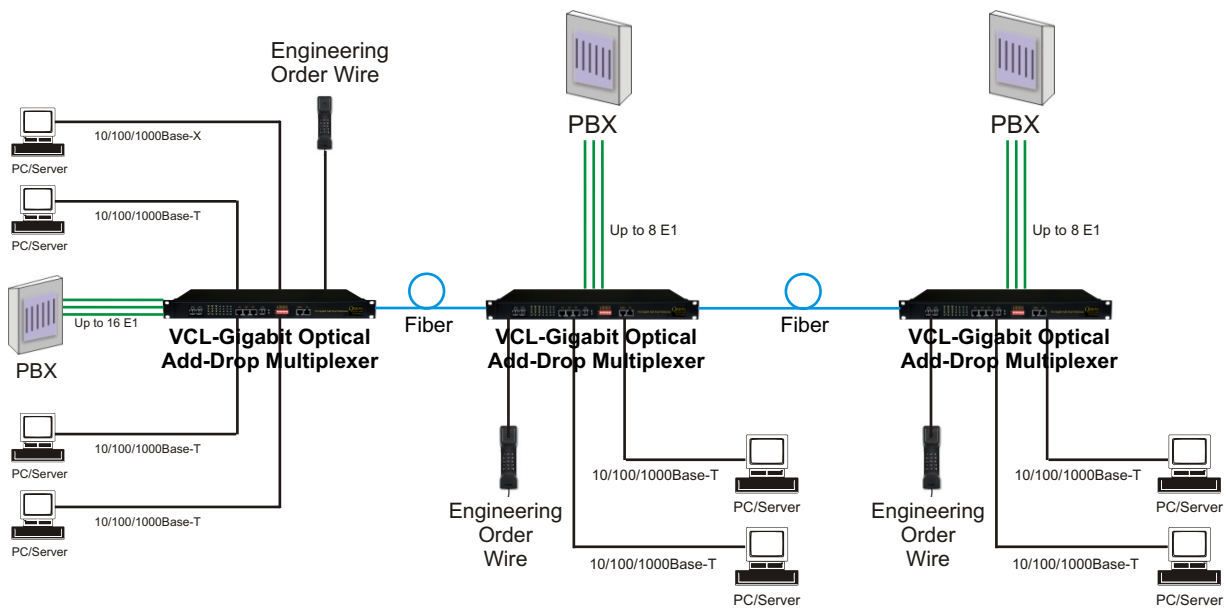 Engineering
Order Wire
PBX
PBX
10/100/1000Base-X
PC/Server
10/100/1000Base-T
PC/Server
Up to 8 E1
Up to 8 E1
Up to 16 E1
PBX
VCL-Gigabit Optical
Add-Drop Multiplexer
Fiber
VCL-Gigabit Optical
Add-Drop Multiplexer
Fiber
VCL-Gigabit Optical
Add-Drop Multiplexer
10/100/1000Base-T
PC/Server
10/100/1000Base-T
PC/Server
Engineering
Order
Wire
10/100/1000Base-T
PC/Server
10/100/1000Base-T
PC/Server
Engineering
Order
Wire
10/100/1000Base-T
PC/Server
10/100/1000Base-T
PC/Server